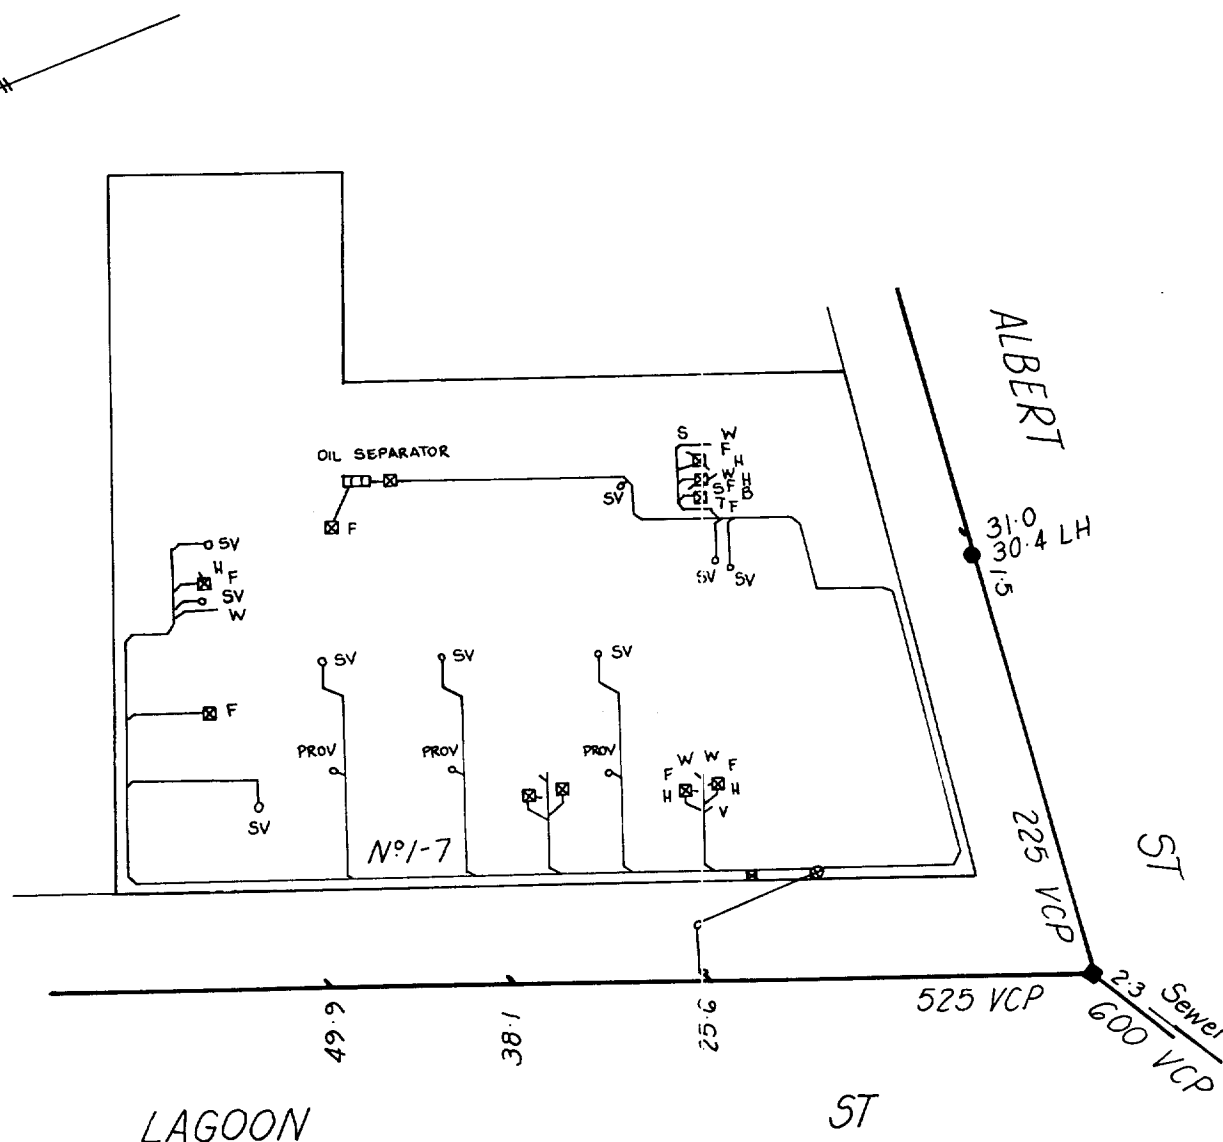 ALBERT
S W
F
H
OIL SEPARATOR
W H
S F B
T F
SV
F
31.0
30.4 LH
1.5
SV
H F
SV
W
SV SV
SV
SV
SV
F
PROV
PROV
PROV
W W
F F
H H
V
SV
225 VCP
ST
Nº1-7
2.3
Sewer
525 VCP
600 VCP
49.9
38.1
25.6
LAGOON
ST